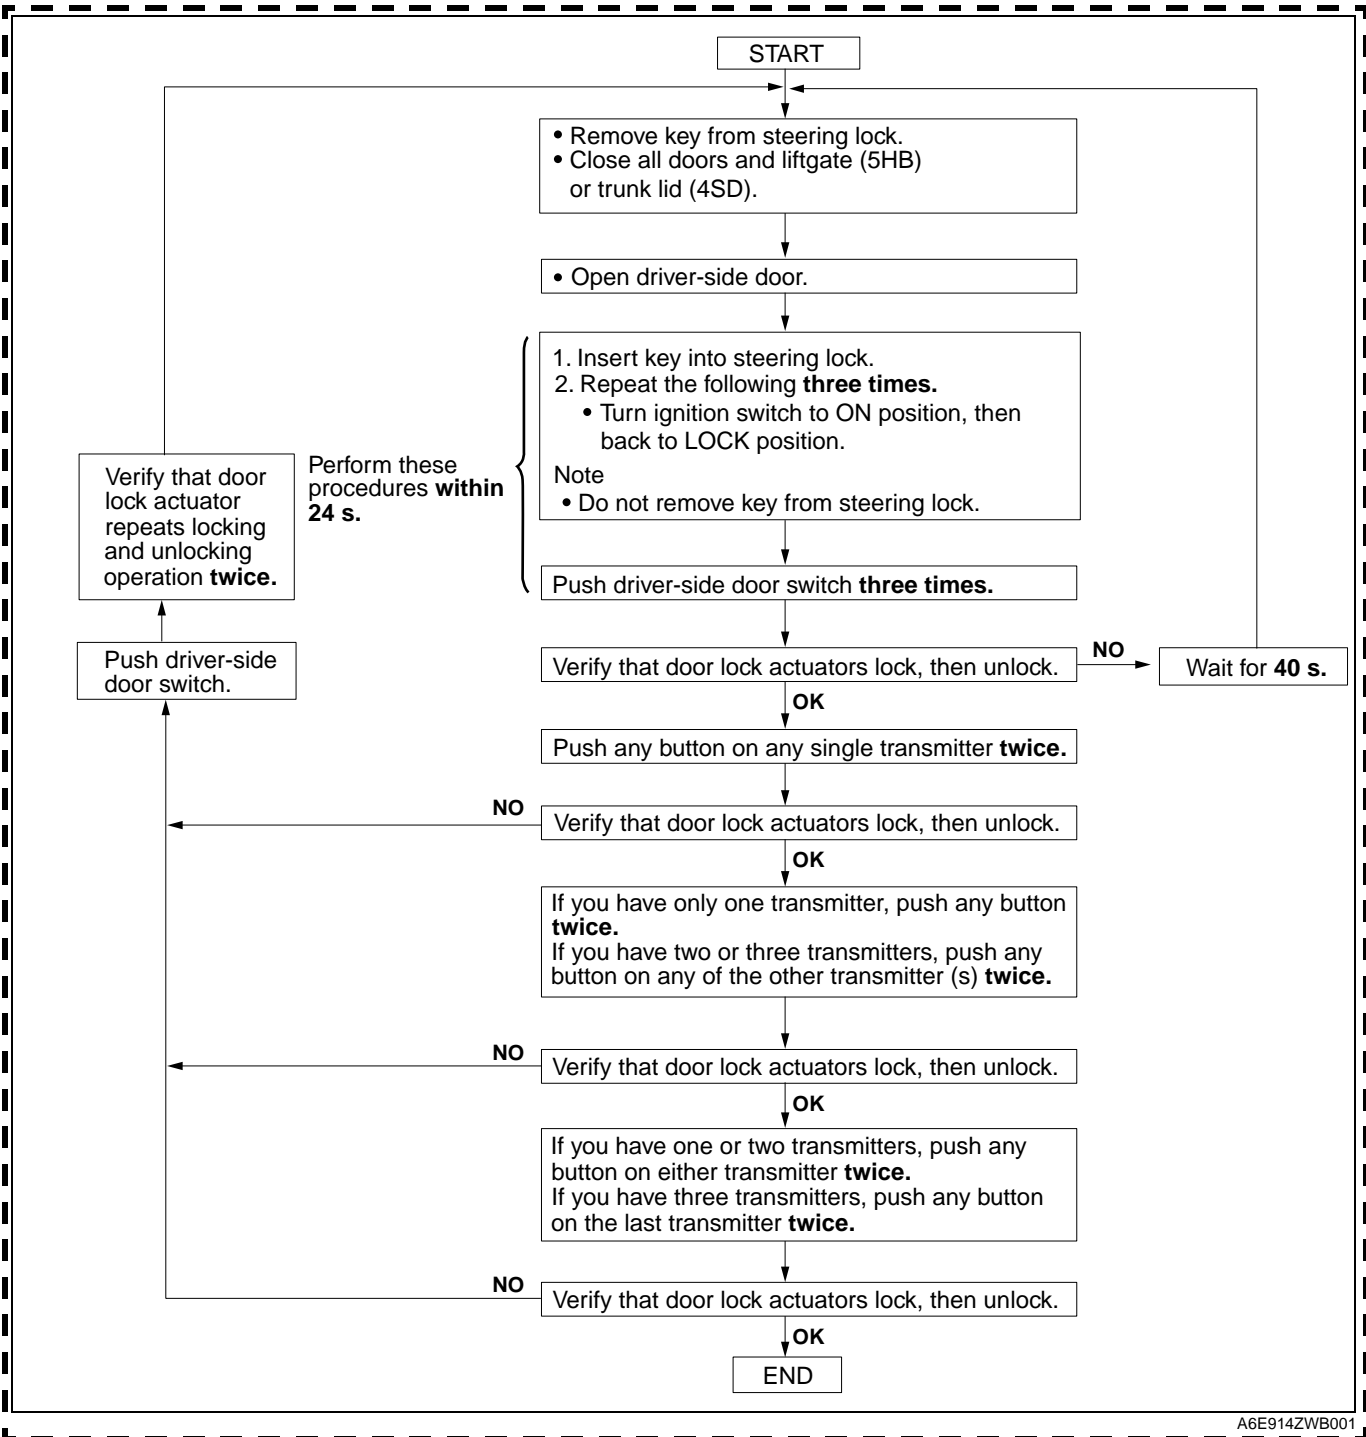 START
• Remove key from steering lock.
• Close all doors and liftgate (5HB)
or trunk lid (4SD).
• Open driver-side door.
1. Insert key into steering lock.
2. Repeat the following three times.
• Turn ignition switch to ON position, then
back to LOCK position.
Note
• Do not remove key from steering lock.
Perform these
procedures within
24 s.
Verify that door
lock actuator
repeats locking
and unlocking
operation twice.
Push driver-side door switch three times.
Push driver-side
door switch.
Verify that door lock actuators lock, then unlock.
NO
Wait for 40 s.
OK
Push any button on any single transmitter twice.
NO
Verify that door lock actuators lock, then unlock.
OK
If you have only one transmitter, push any button
twice.
If you have two or three transmitters, push any
button on any of the other transmitter (s) twice.
NO
Verify that door lock actuators lock, then unlock.
OK
If you have one or two transmitters, push any
button on either transmitter twice.
If you have three transmitters, push any button
on the last transmitter twice.
NO
Verify that door lock actuators lock, then unlock.
OK
END
A6E914ZWB001